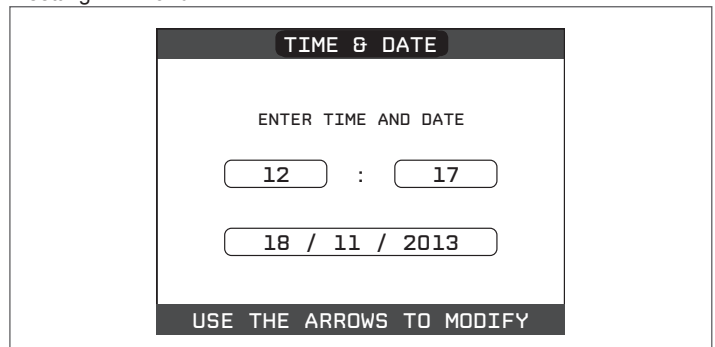 TIME & DATE
ENTER TIME AND DATE
12 : 17
18 / 11 / 2013
USE THE ARROWS TO MODIFY